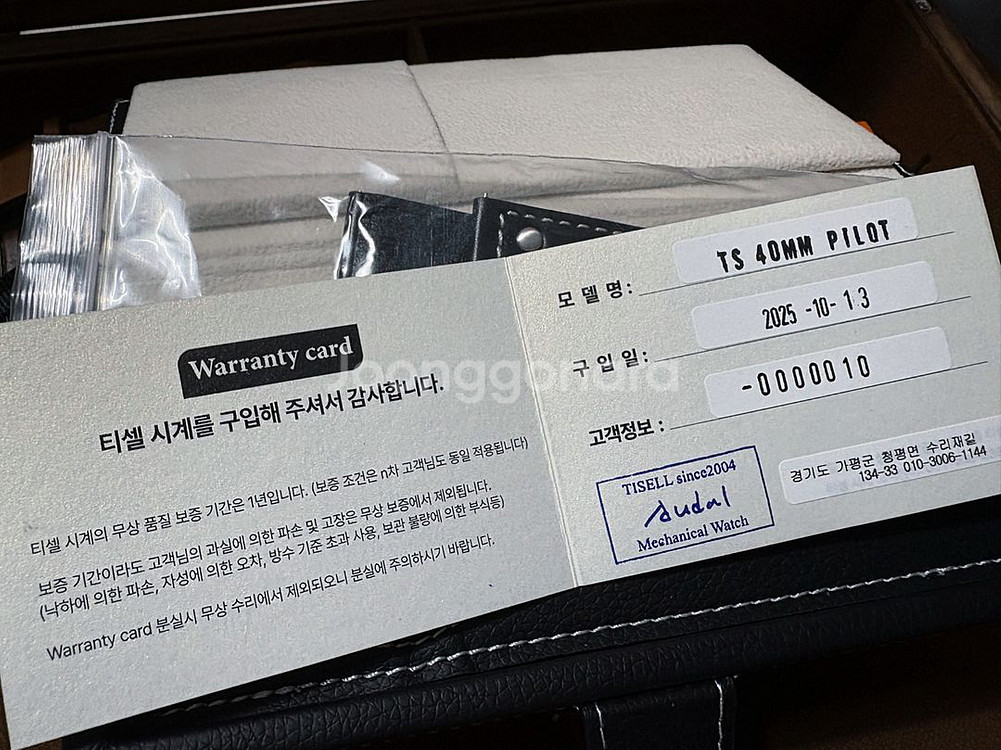 Warranty card
티셀 시계를 구입해 주셔서 감사합니다.
티셀 시계의 무상 품질 보증 기간은 1년입니다. (보증 조건은 n차 고객님도 동일 적용됩니다)
보증 기간이라도 고객님의 과실에 의한 파손 및 고장은 무상 보증에서 제외됩니다.
(낙하에 의한 파손, 자성에 의한 오차, 방수 기준 초과 사용, 보관 불량에 의한 부식등)
Warranty card 분실시 무상 수리에서 제외되오니 분실에 주의하시기 바랍니다.
모델명: TS 40MM PILOT
구입일: 2025-10-13
고객정보: -0000010
TISELL since2004
Mechanical Watch
경기도 가평군 청평면 수리재길
134-33 010-3006-1144
Joonggonara